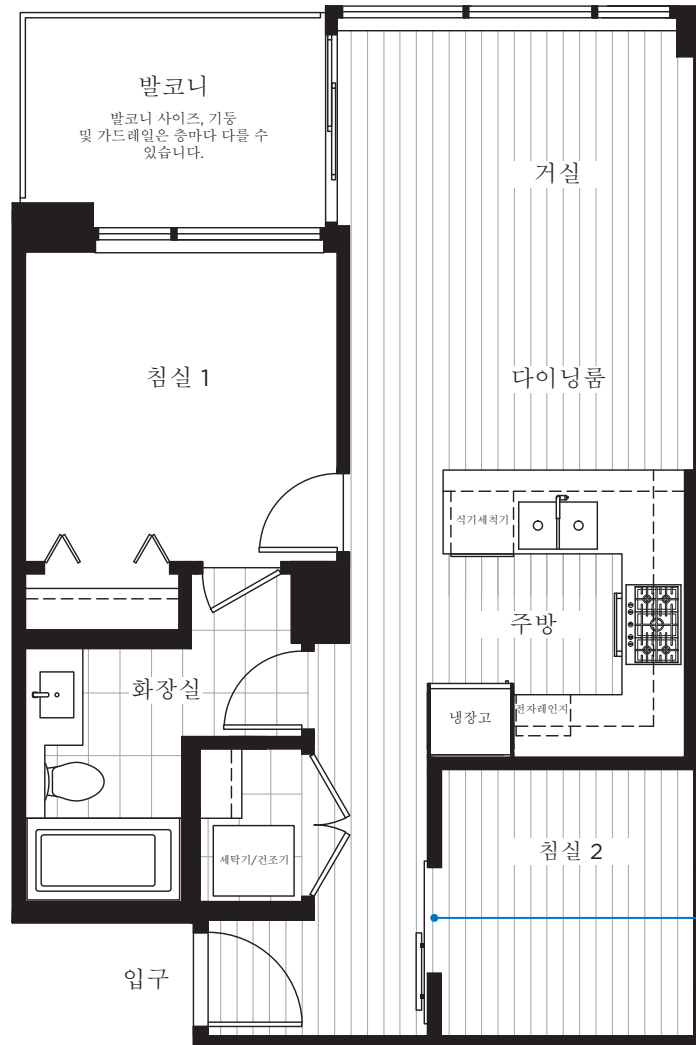 발코니
발코니 사이즈, 기둥
및 가드레일은 층마다 다를 수
있습니다.
거실
침실 1
다이닝룸
식기세척기
주방
화장실
냉장고
전자레인지
세탁기/건조기
침실 2
입구